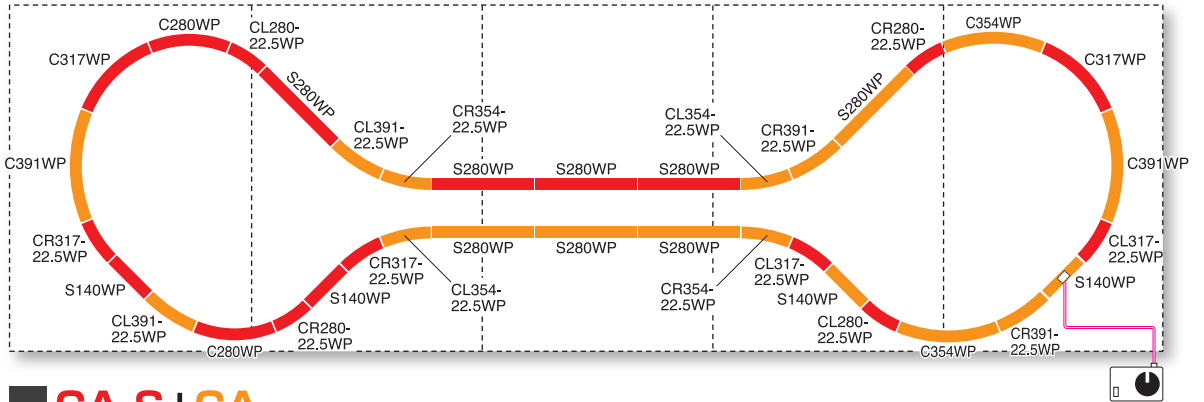 C280WP
CL280-
22.5WP
C317WP
S280WP
CL391-
22.5WP
CR354-
22.5WP
C391WP
S280WP
S280WP
S280WP
CL354-
22.5WP
CR391-
22.5WP
S280WP
CR280-
22.5WP
C354WP
C317WP
C391WP
CR317-
22.5WP
S140WP
CL391-
22.5WP
C280WP
CR280-
22.5WP
S140WP
CR317-
22.5WP
CL354-
22.5WP
S280WP
S280WP
S280WP
CR354-
22.5WP
CL317-
22.5WP
S140WP
CL280-
22.5WP
C354WP
CR391-
22.5WP
S140WP
CL317-
22.5WP